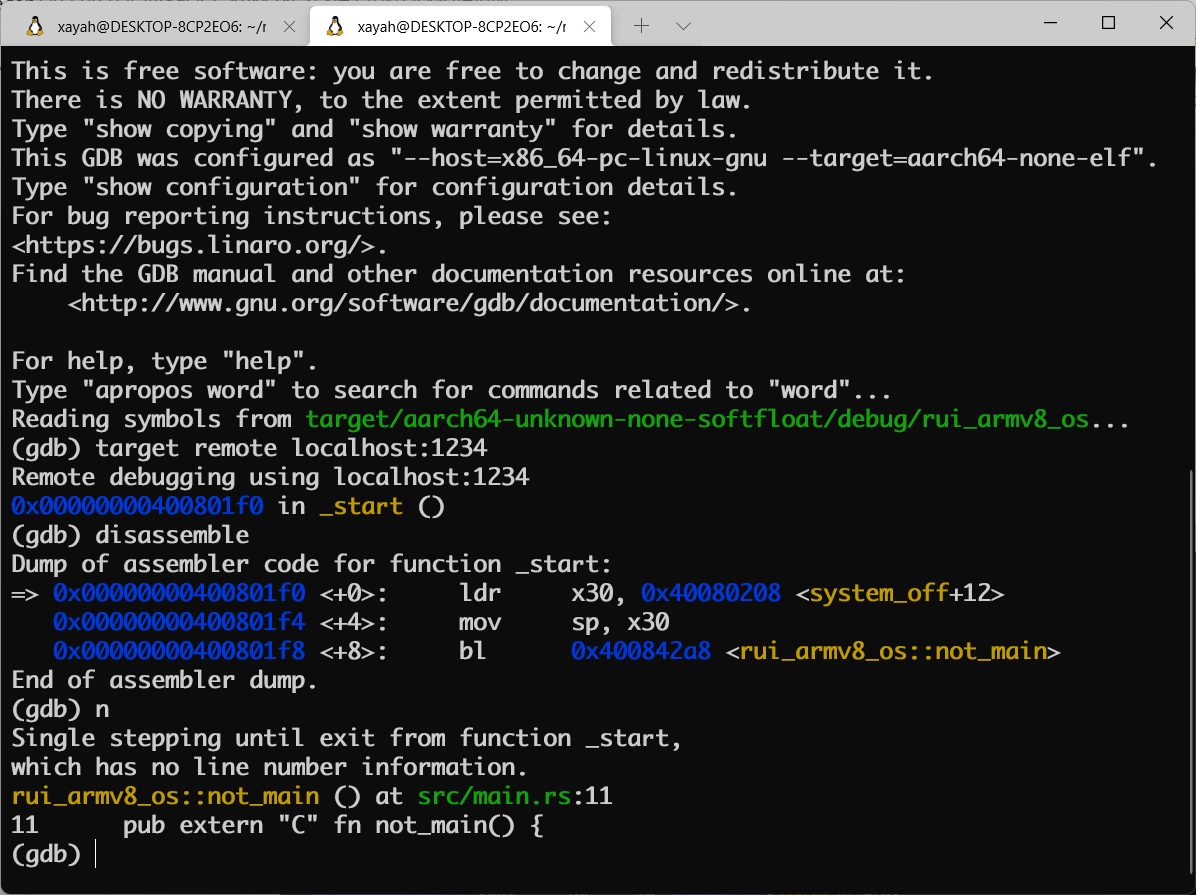 xayah@DESKTOP-8CP2EO6: ~/r
xayah@DESKTOP-8CP2EO6: ~/r
This is free software: you are free to change and redistribute it.
There is NO WARRANTY, to the extent permitted by law.
Type "show copying" and "show warranty" for details.
This GDB was configured as "--host=x86_64-pc-linux-gnu --target=aarch64-none-elf".
Type "show configuration" for configuration details.
For bug reporting instructions, please see:
<https://bugs.linaro.org/>.
Find the GDB manual and other documentation resources online at:
    <http://www.gnu.org/software/gdb/documentation/>.

For help, type "help".
Type "apropos word" to search for commands related to "word"...
Reading symbols from target/aarch64-unknown-none-softfloat/debug/rui_armv8_os...
(gdb) target remote localhost:1234
Remote debugging using localhost:1234
0x00000000400801f0 in _start ()
(gdb) disassemble
Dump of assembler code for function _start:
=> 0x00000000400801f0 <+0>:     ldr     x30, 0x40080208 <system_off+12>
   0x00000000400801f4 <+4>:     mov     sp, x30
   0x00000000400801f8 <+8>:     bl      0x400842a8 <rui_armv8_os::not_main>
End of assembler dump.
(gdb) n
Single stepping until exit from function _start,
which has no line number information.
rui_armv8_os::not_main () at src/main.rs:11
11      pub extern "C" fn not_main() {
(gdb)